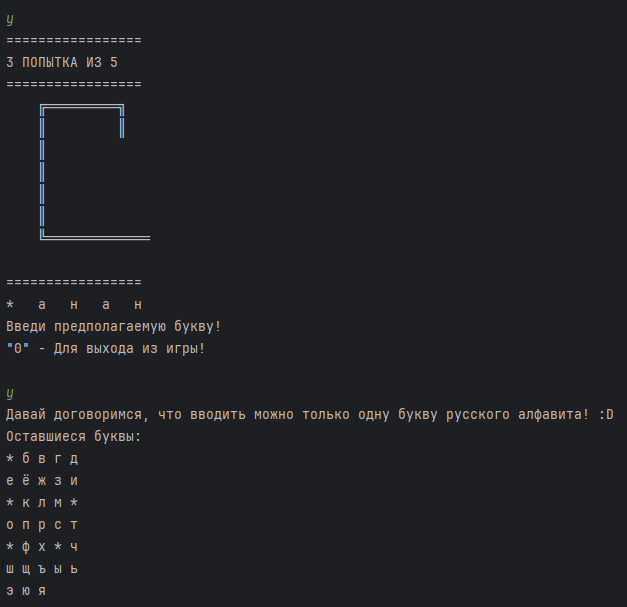 у
=================
3 ПОПЫТКА ИЗ 5
=================
╔═════════╗
║         ║
║
║
║
║
╚═════════════
=================
*   а   н   а   н
Введи предполагаемую букву!
"0" - Для выхода из игры!
у
Давай договоримся, что вводить можно только одну букву русского алфавита! :D
Оставшиеся буквы:
* б в г д
е ё ж з и
* к л м *
о п р с т
* ф х * ч
ш щ ъ ы ь
э ю я